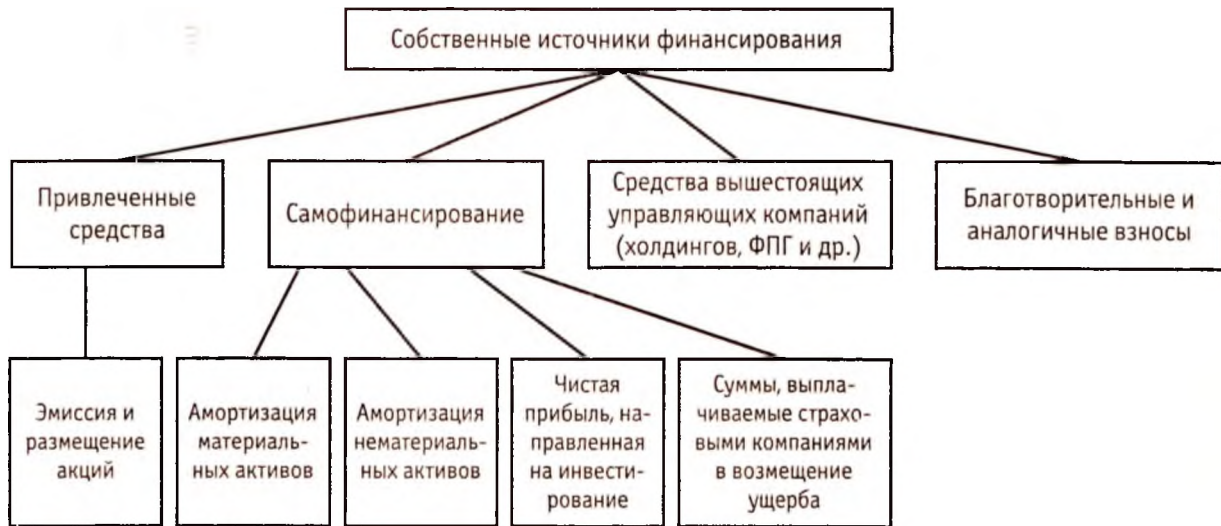 Собственные источники финансирования
Привлеченные
средства
Самофинансирование
Средства вышестоящих
управляющих компаний
(холдингов, ФПГ и др.)
Благотворительные и
аналогичные взносы
Эмиссия и
размещение
акций
Амортизация
материаль-
ных активов
Амортизация
нематериаль-
ных активов
Чистая
прибыль, на-
правленная
на инвести-
рование
Суммы, выпла-
чиваемые страхо-
выми компаниями
в возмещение
ущерба